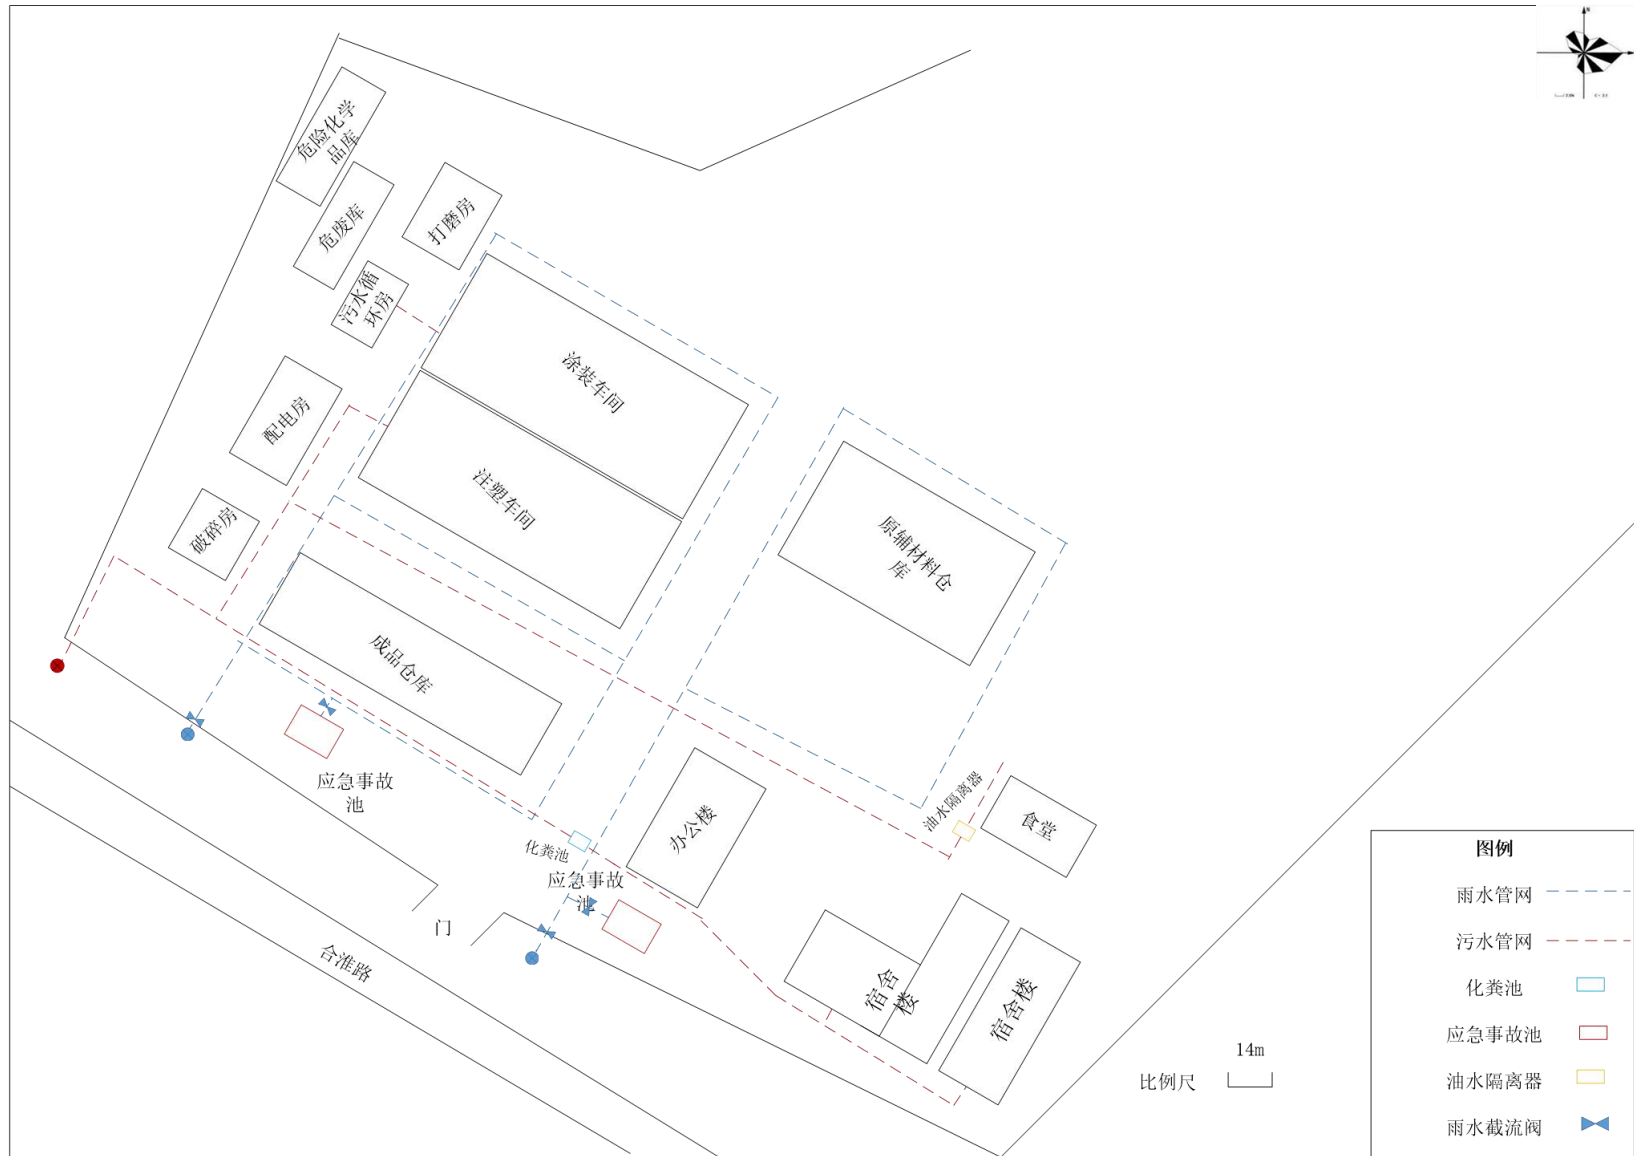 N
危险化学
品库
危废库
打磨房
污水循
环房
涂装车间
配电房
注塑车间
破碎房
原辅材料仓
库
成品仓库
应急事故
池
油水隔离器
食堂
办公楼
化粪池
应急事故
池
门
合淮路
宿舍
楼
宿舍楼
14m
比例尺
图例
雨水管网
污水管网
化粪池
应急事故池
油水隔离器
雨水截流阀